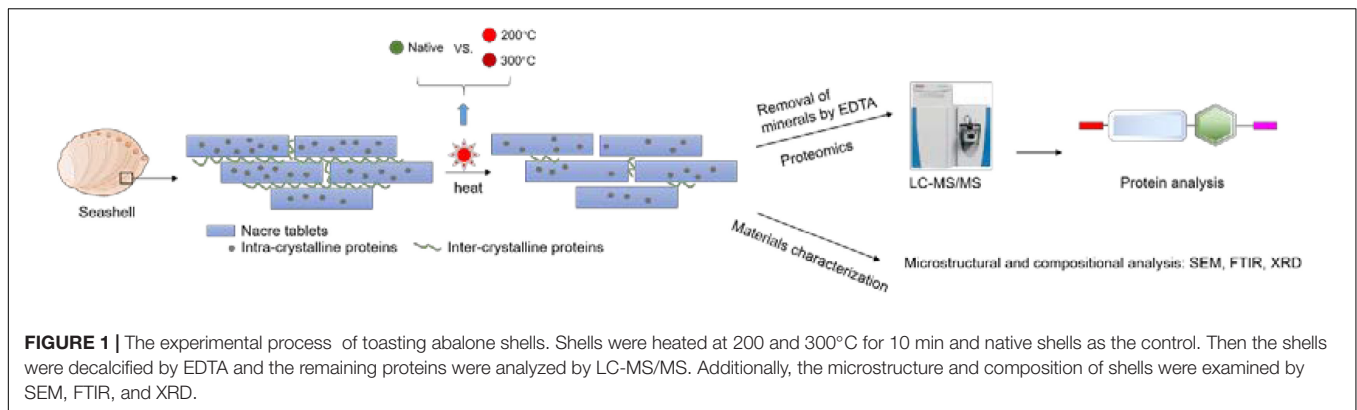 Native
VS.
200°C
300°C
Seashell
heat
Nacre tablets
Intra-crystalline proteins
Inter-crystalline proteins
Removal of
minerals by EDTA
Proteomics
LC-MS/MS
Protein analysis
Materials characterization
Microstructural and compositional analysis: SEM, FTIR, XRD
FIGURE 1 | The experimental process of toasting abalone shells. Shells were heated at 200 and 300°C for 10 min and native shells as the control. Then the shells
were decalcified by EDTA and the remaining proteins were analyzed by LC-MS/MS. Additionally, the microstructure and composition of shells were examined by
SEM, FTIR, and XRD.